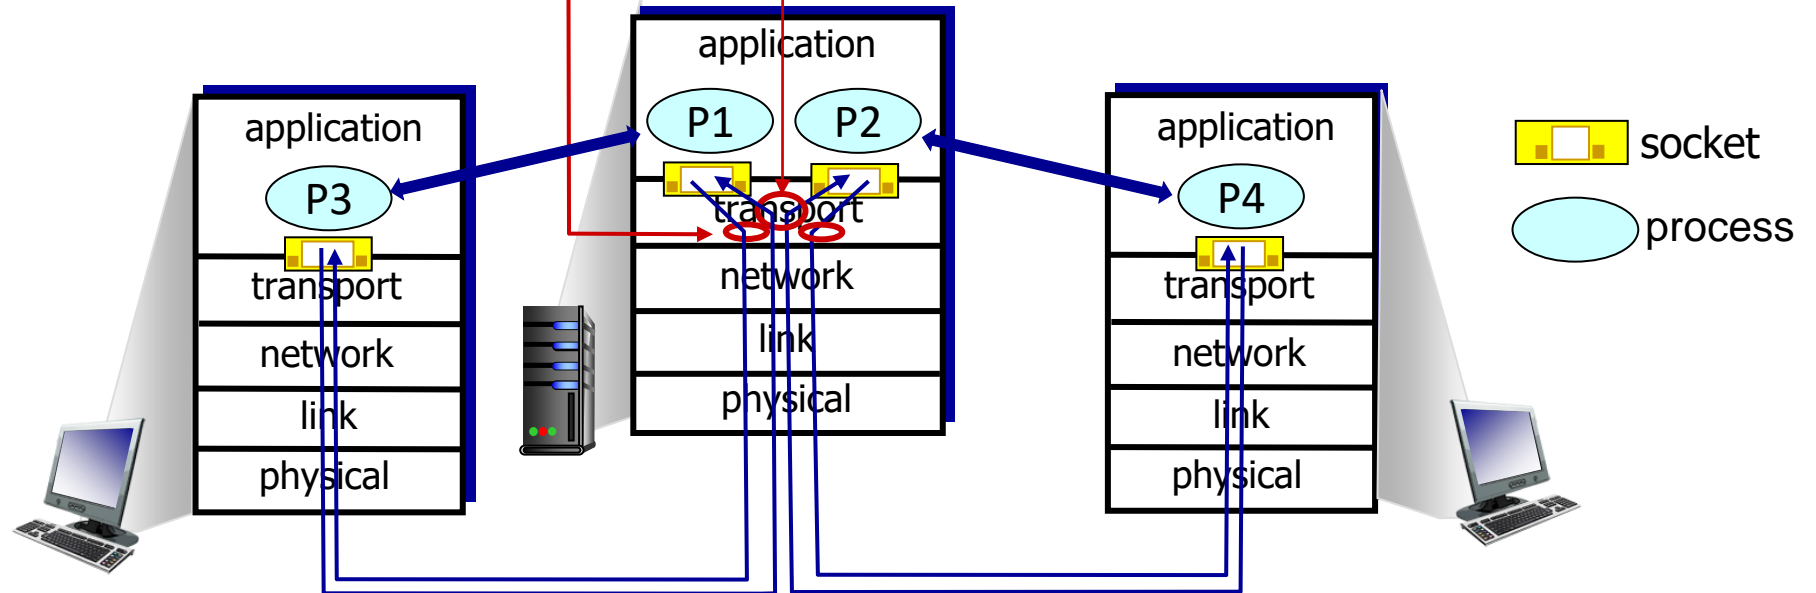 application
P1
P2
transport
network
link
physical
application
P3
transport
network
link
physical
application
P4
transport
network
link
physical
socket
process